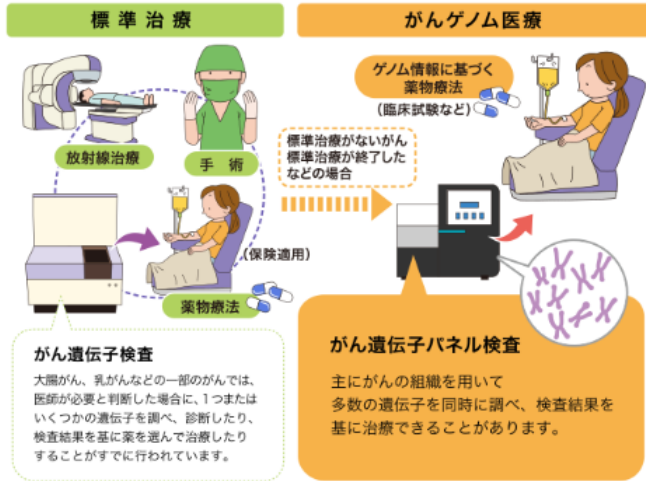 標準治療
がんゲノム医療
放射線治療
手術
(保険適用)
薬物療法
ゲノム情報に基づく
薬物療法
(臨床試験など)
標準治療がないがん
標準治療が終了した
などの場合
がん遺伝子検査
大腸がん、乳がんなどの一部のがんでは、
医師が必要と判断した場合に、1つまたは
いくつかの遺伝子を調べ、診断したり、
検査結果を基に薬を選んで治療したり
することがすでに行われています。
がん遺伝子パネル検査
主にがんの組織を用いて
多数の遺伝子を同時に調べ、検査結果を
基に治療できることがあります。